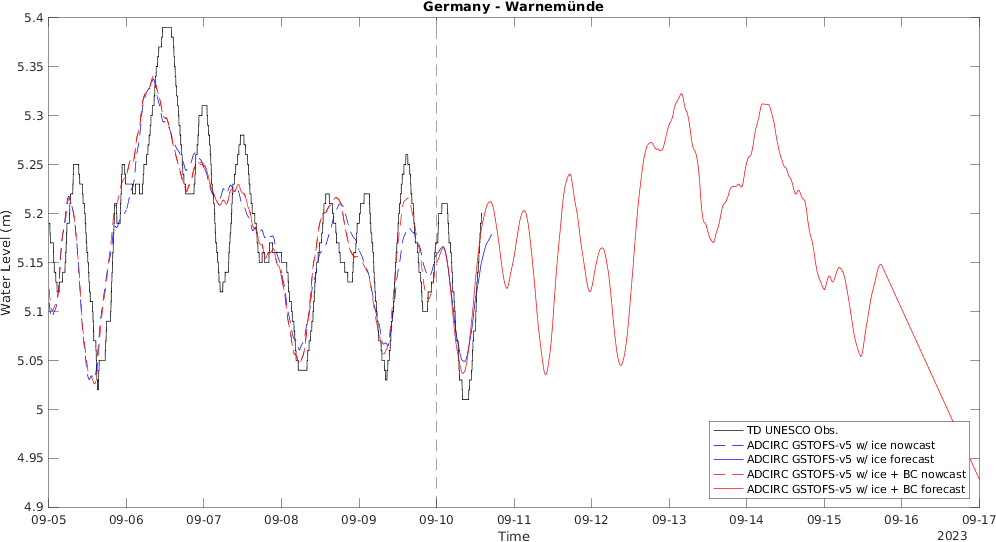 Germany - Warnemünde
Water Level (m)
5.4
5.35
5.3
5.25
5.2
5.15
5.1
5.05
5
4.95
4.9
TD UNESCO Obs.
ADCIRC GSTOFS-v5 w/ ice nowcast
ADCIRC GSTOFS-v5 w/ ice forecast
ADCIRC GSTOFS-v5 w/ ice + BC nowcast
ADCIRC GSTOFS-v5 w/ ice + BC forecast
09-05 09-06 09-07 09-08 09-09 09-10 09-11 09-12 09-13 09-14 09-15 09-16 09-17
Time
2023